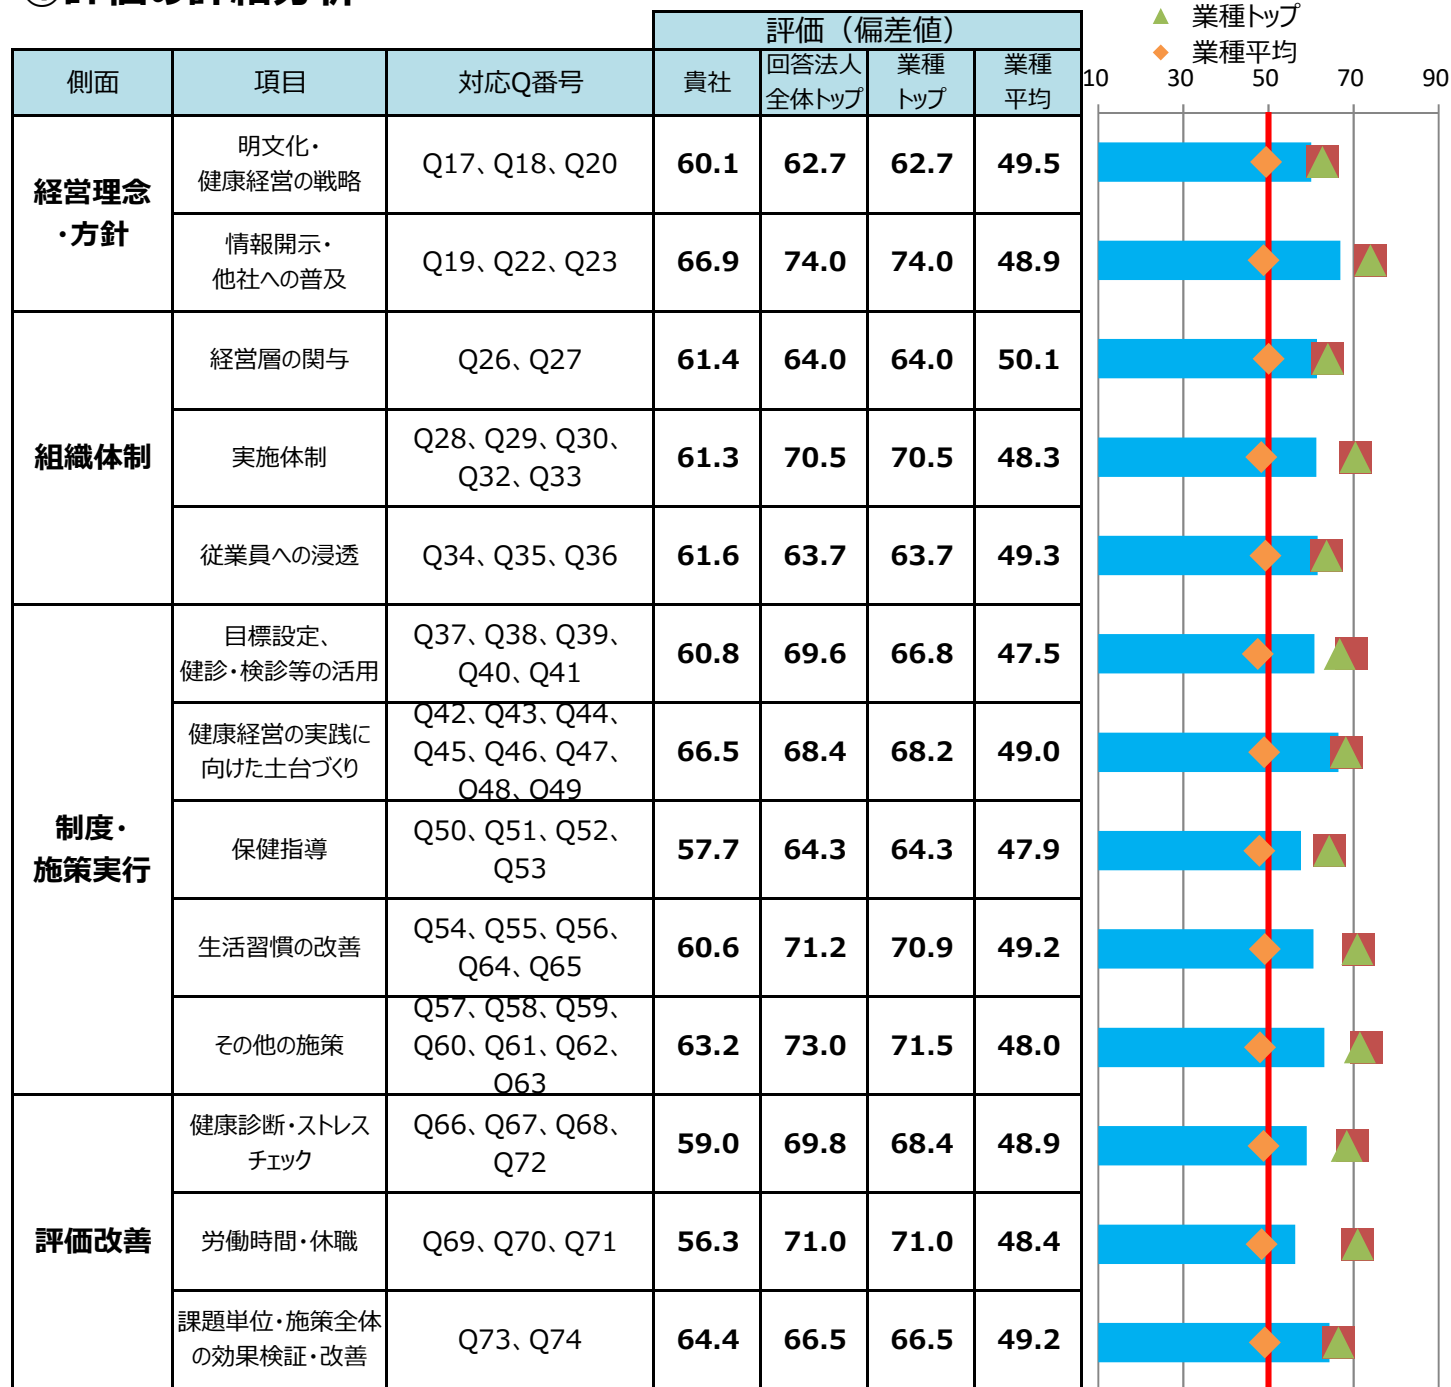 評価（偏差値）
▲ 業種トップ
◆ 業種平均
側面 項目 対応Q番号 貴社 回答法人 業種 業種
全体トップ トップ 平均
10 30 50 70 90
経営理念
・方針
明文化・
健康経営の戦略
Q17、Q18、Q20 60.1 62.7 62.7 49.5
情報開示・
他社への普及
Q19、Q22、Q23 66.9 74.0 74.0 48.9
組織体制
経営層の関与 Q26、Q27 61.4 64.0 64.0 50.1
実施体制
Q28、Q29、Q30、
Q32、Q33
61.3 70.5 70.5 48.3
従業員への浸透 Q34、Q35、Q36 61.6 63.7 63.7 49.3
制度・
施策実行
目標設定、
健診・検診等の活用
Q37、Q38、Q39、
Q40、Q41
60.8 69.6 66.8 47.5
健康経営の実践に
向けた土台づくり
Q42、Q43、Q44、
Q45、Q46、Q47、
Q48、Q49
66.5 68.4 68.2 49.0
保健指導
Q50、Q51、Q52、
Q53
57.7 64.3 64.3 47.9
生活習慣の改善
Q54、Q55、Q56、
Q64、Q65
60.6 71.2 70.9 49.2
その他の施策
Q57、Q58、Q59、
Q60、Q61、Q62、
Q63
63.2 73.0 71.5 48.0
評価改善
健康診断・ストレス
チェック
Q66、Q67、Q68、
Q72
59.0 69.8 68.4 48.9
労働時間・休職 Q69、Q70、Q71 56.3 71.0 71.0 48.4
課題単位・施策全体
の効果検証・改善
Q73、Q74 64.4 66.5 66.5 49.2